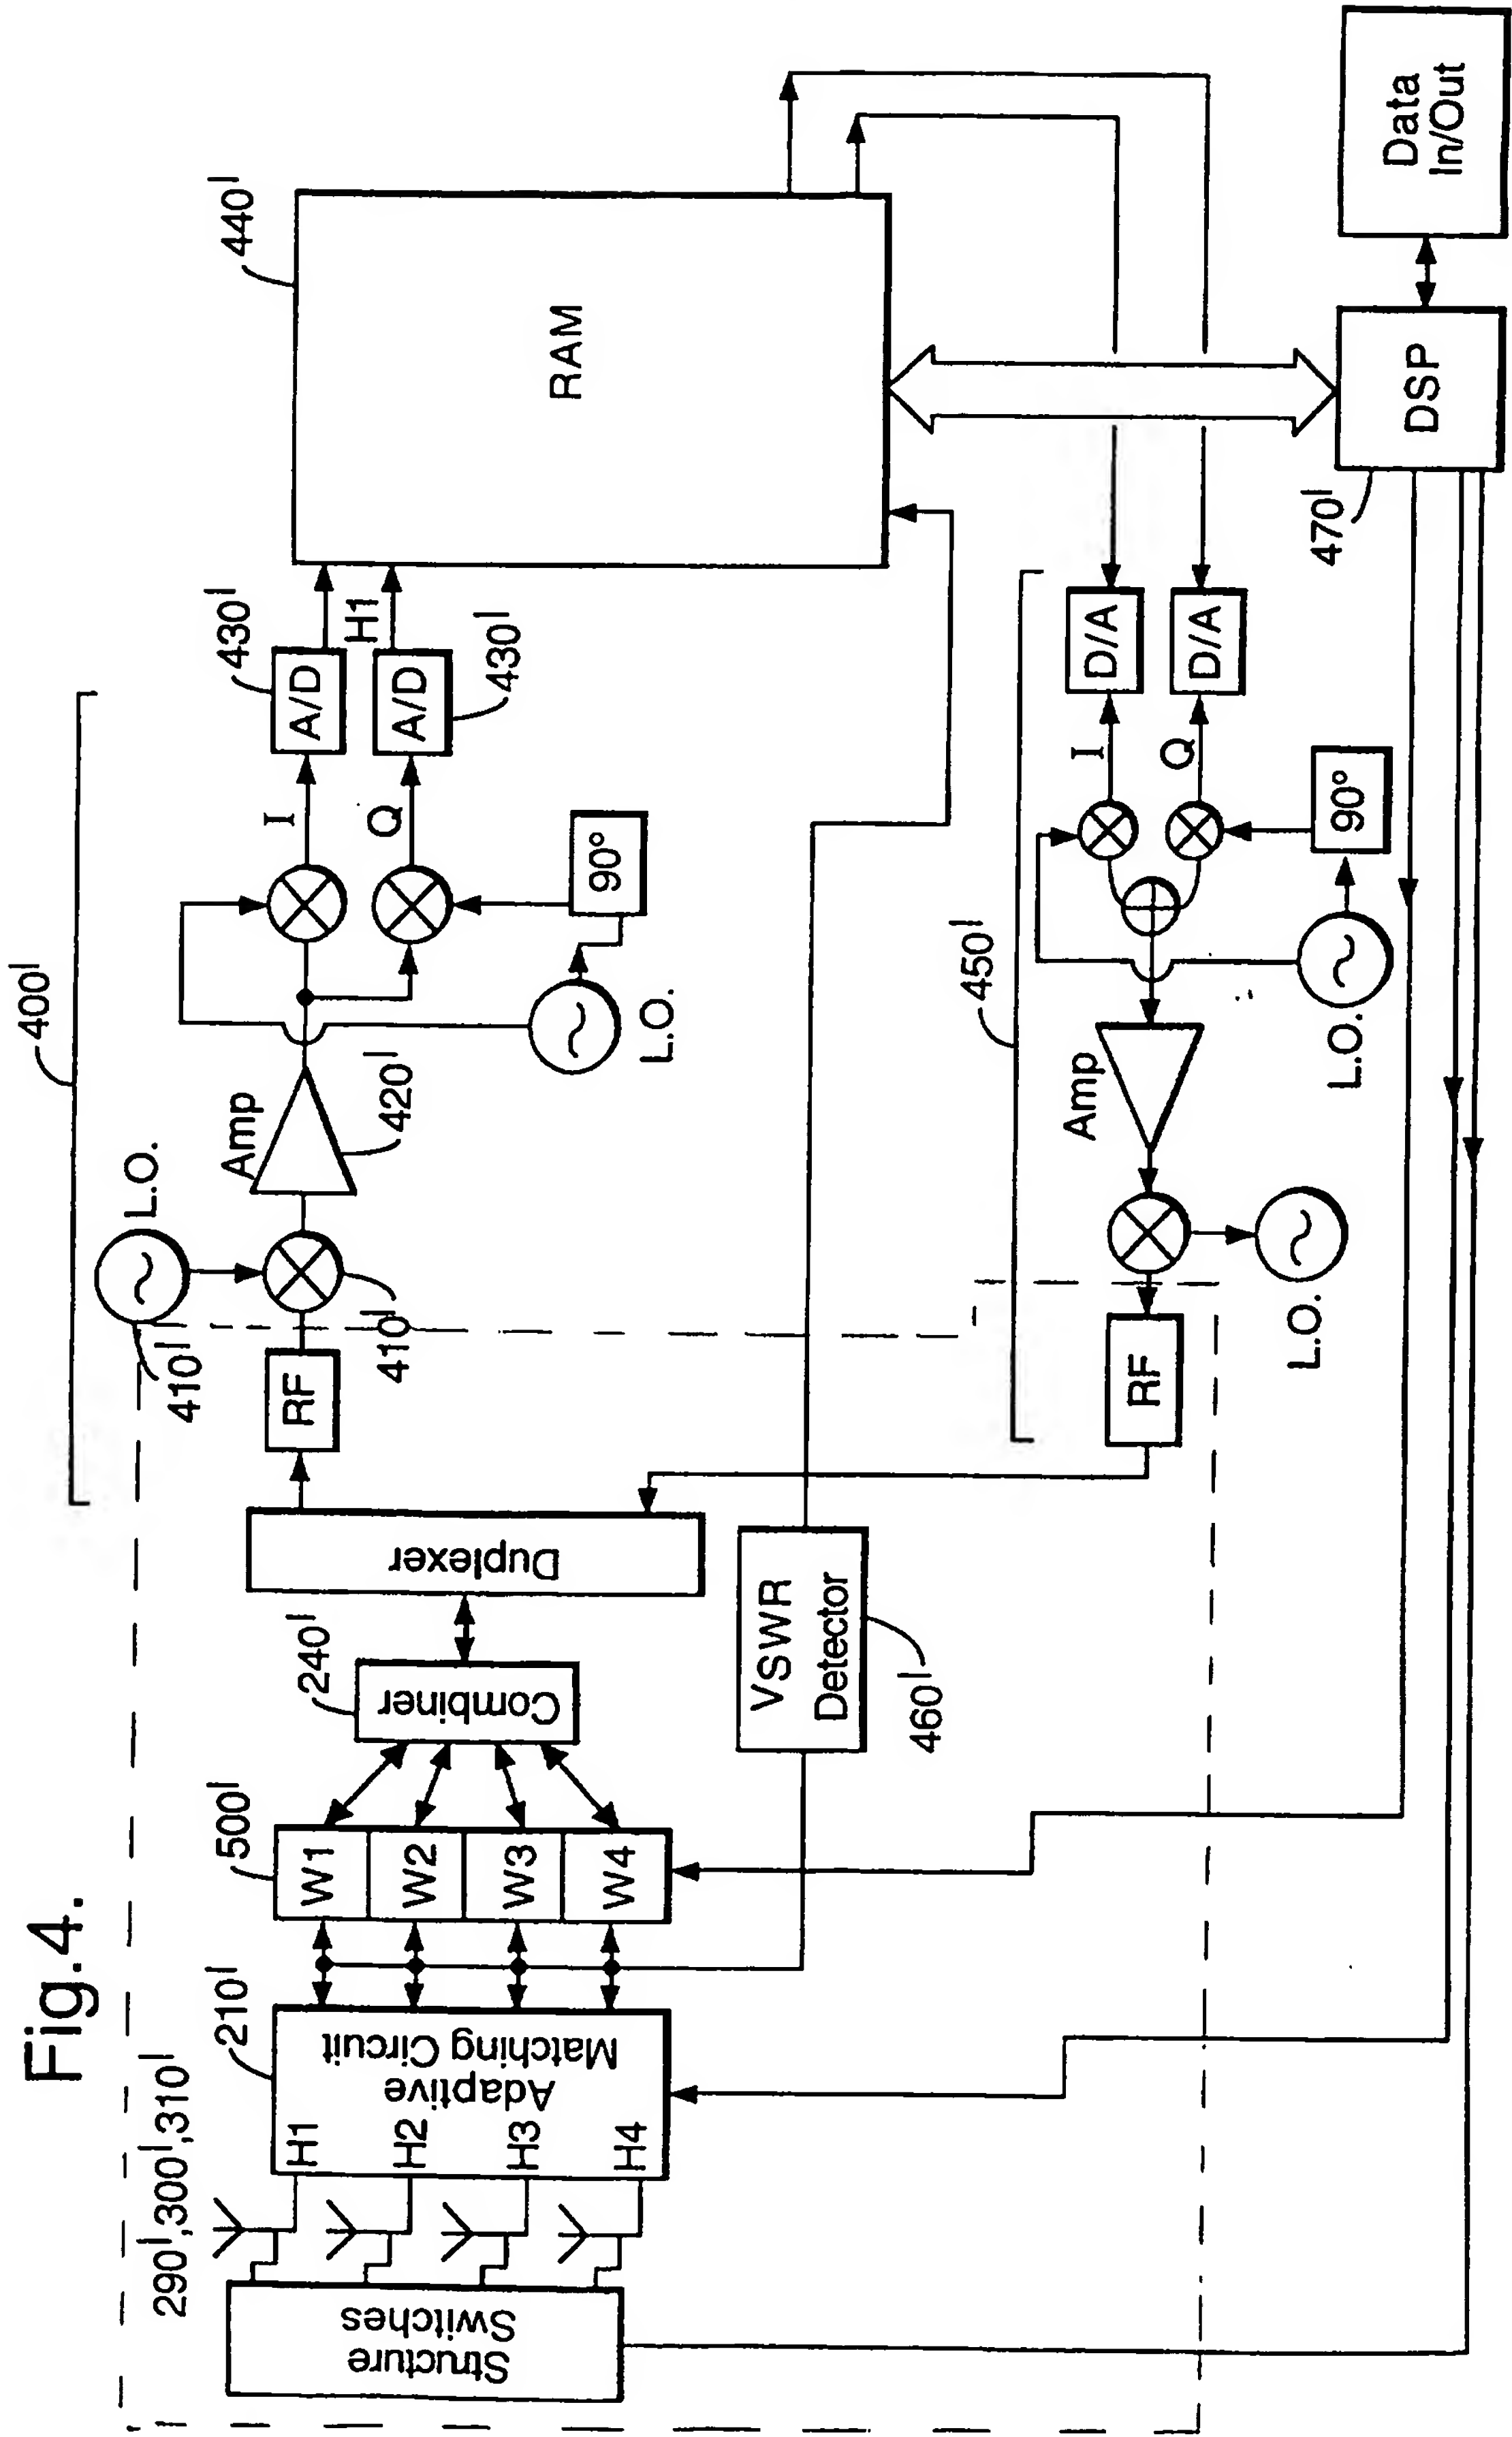 Fig.4.
400|
440|
410|
L.O.
Amp
420|
410|
430|
430|
I
Q
A/D
A/D
H1
RAM
90°
L.O.
RF
290|,300|,310|
210|
500|
240|
Structure
Switches
H1
H2
H3
H4
Adaptive
Matching Circuit
W1
W2
W3
W4
Combiner
Duplexer
VSWR
Detector
460|
450|
RF
Amp
L.O.
L.O.
I
Q
90°
D/A
D/A
470|
DSP
Data
In/Out